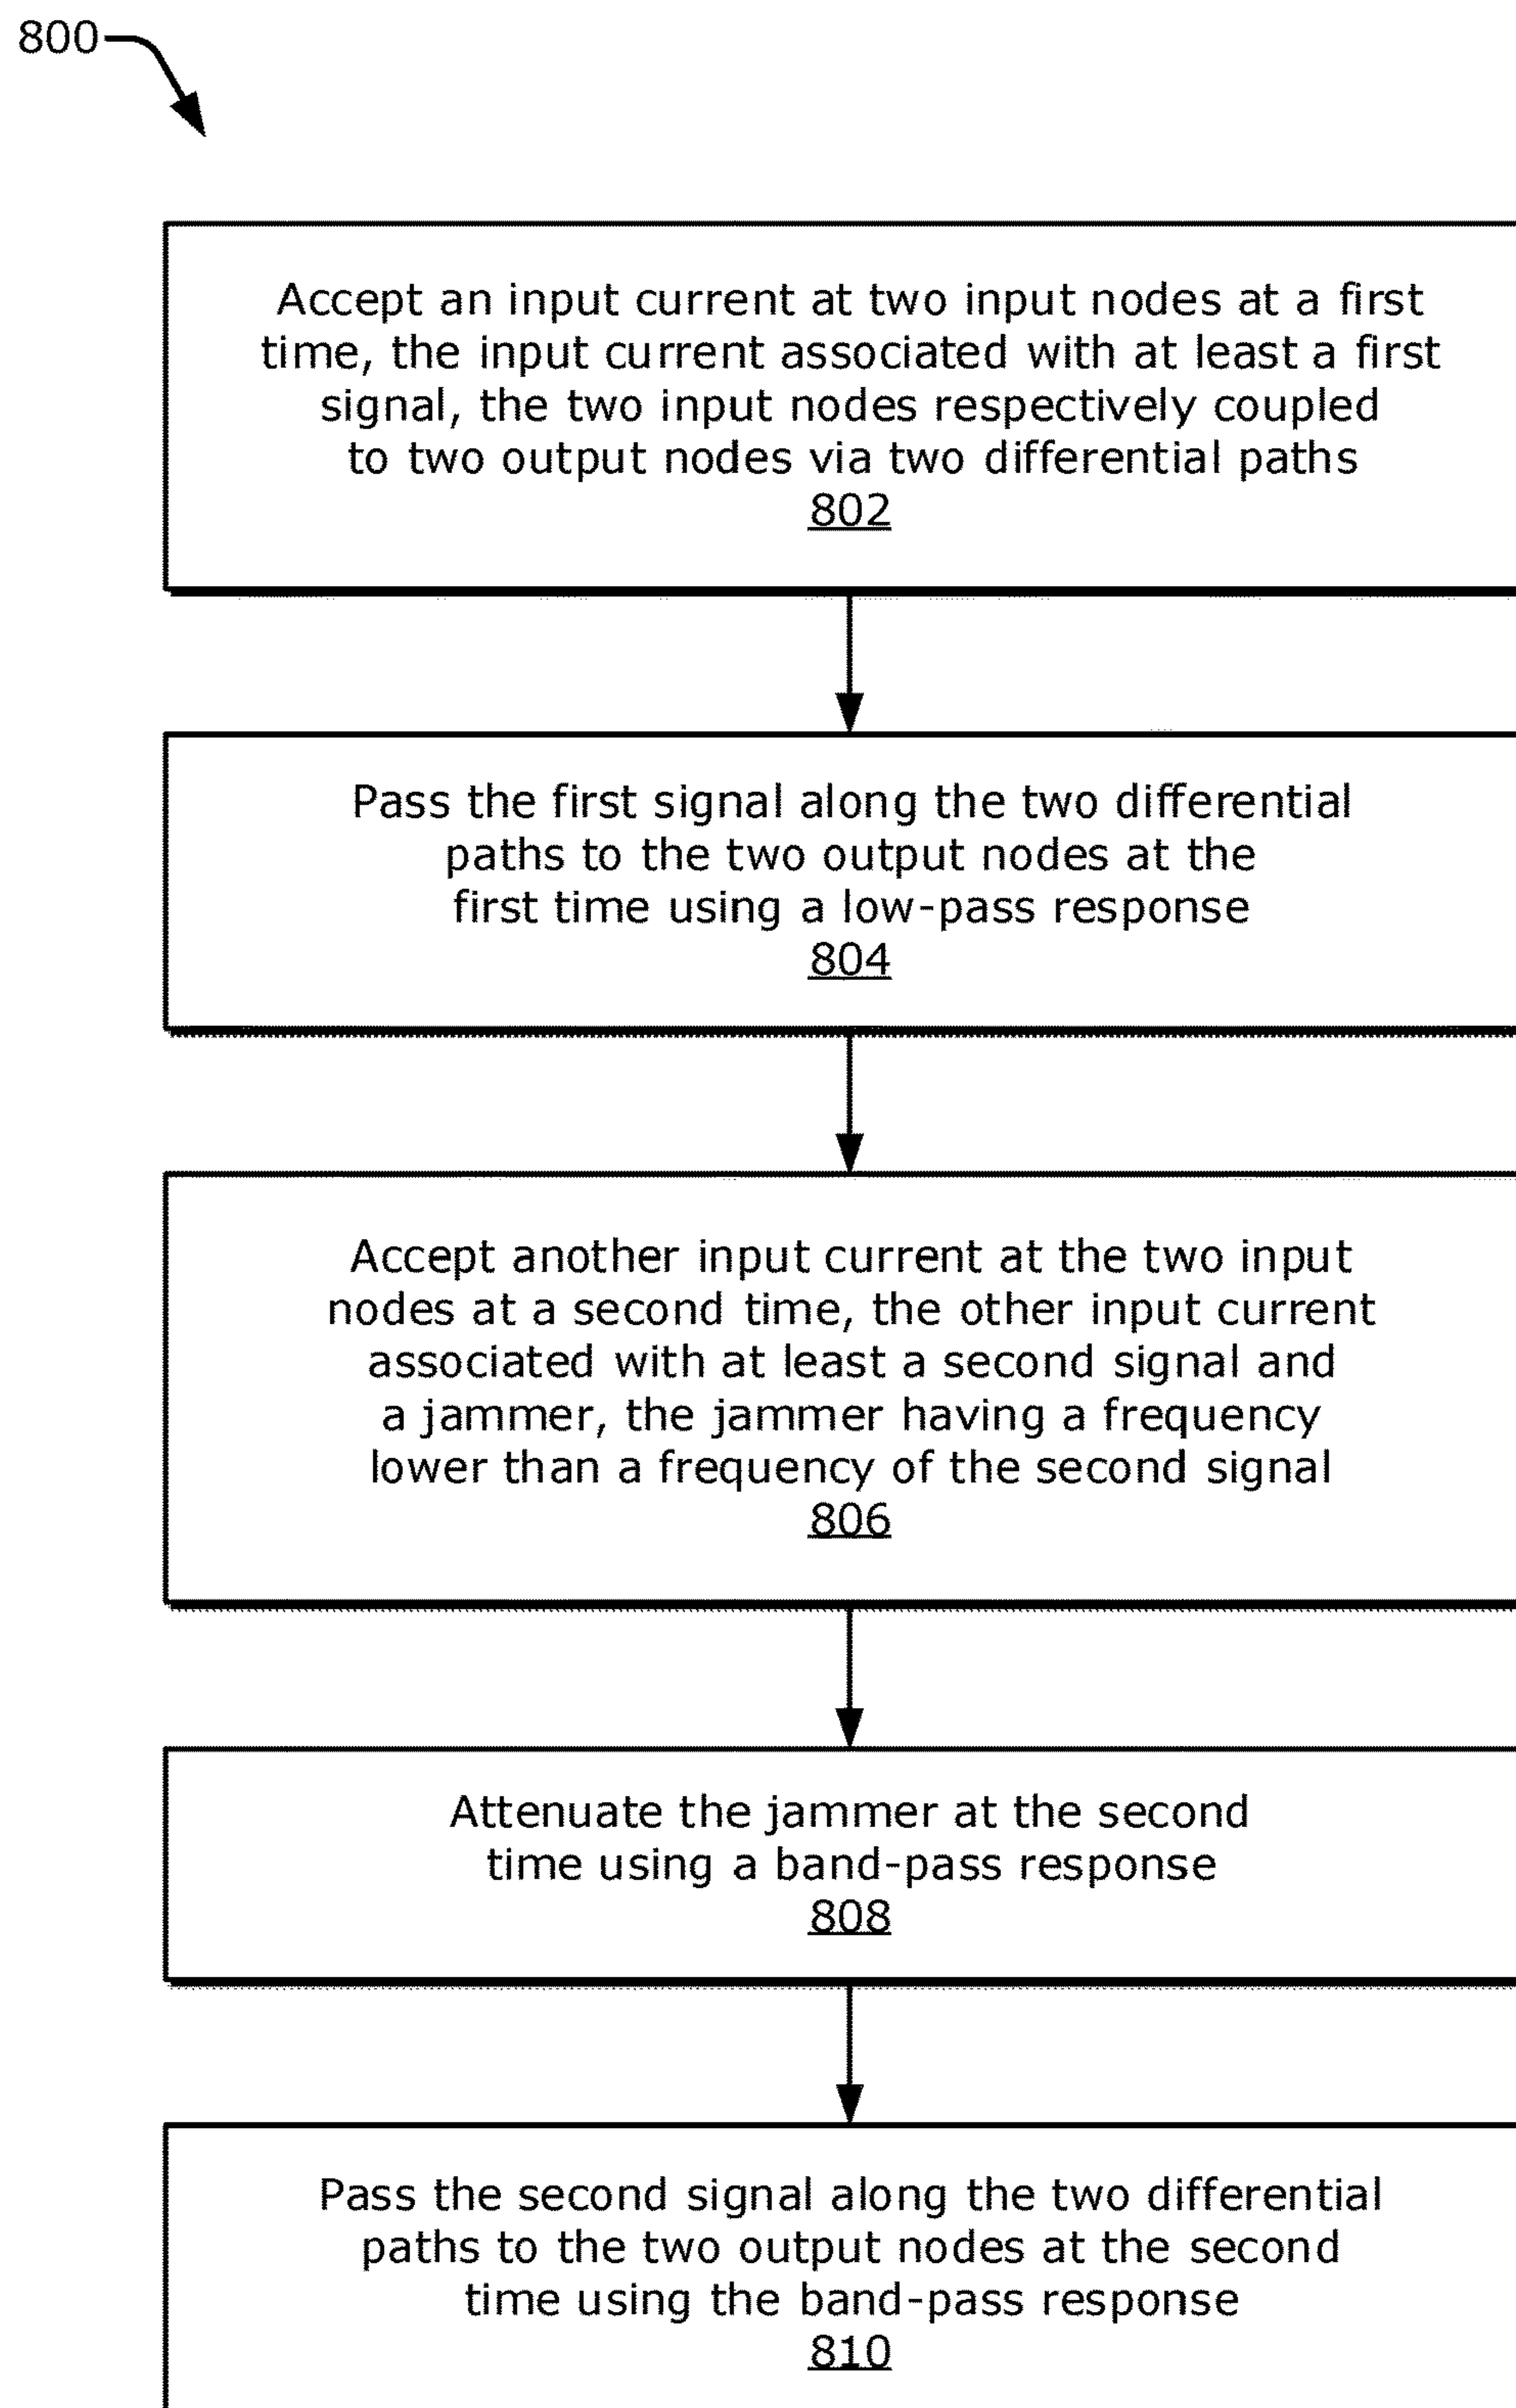 800
Accept an input current at two input nodes at a first
time, the input current associated with at least a first
signal, the two input nodes respectively coupled
to two output nodes via two differential paths
802
Pass the first signal along the two differential
paths to the two output nodes at the
first time using a low-pass response
804
Accept another input current at the two input
nodes at a second time, the other input current
associated with at least a second signal and
a jammer, the jammer having a frequency
lower than a frequency of the second signal
806
Attenuate the jammer at the second
time using a band-pass response
808
Pass the second signal along the two differential
paths to the two output nodes at the second
time using the band-pass response
810